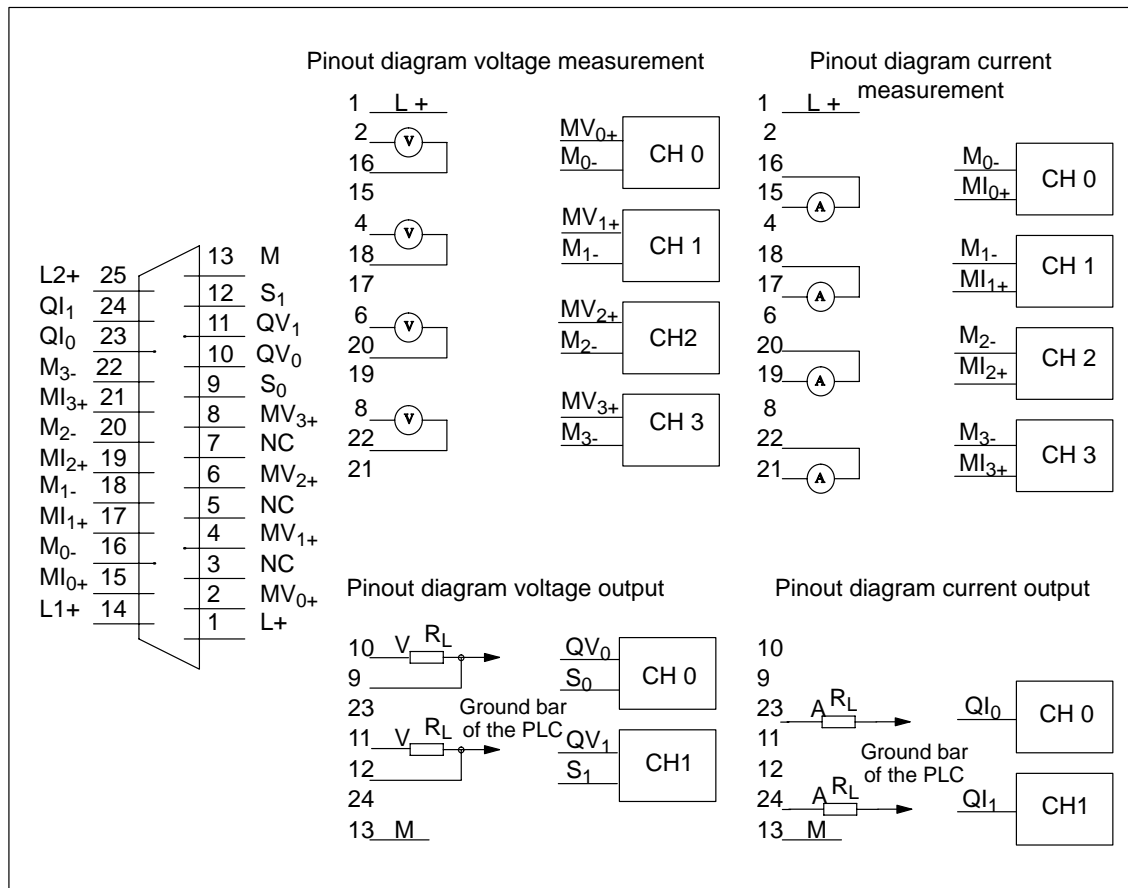 Pinout diagram voltage measurement
1 L +
2 V
16
15
4 V
18
17
6 V
20
19
8 V
22
21
MV0+
M0-
CH 0
MV1+
M1-
CH 1
MV2+
M2-
CH2
MV3+
M3-
CH 3
Pinout diagram current
measurement
1 L +
2
16
15 A
4
18
17 A
6
20
19 A
8
22
21 A
M0-
MI0+
CH 0
M1-
MI1+
CH 1
M2-
MI2+
CH 2
M3-
MI3+
CH 3
L2+ 25
QI1 24
QI0 23
M3- 22
MI3+ 21
M2- 20
MI2+ 19
M1- 18
MI1+ 17
M0- 16
MI0+ 15
L1+ 14
13 M
12 S1
11 QV1
10 QV0
9 S0
8 MV3+
7 NC
6 MV2+
5 NC
4 MV1+
3 NC
2 MV0+
1 L+
Pinout diagram voltage output
10 V RL
9
23
11 V RL
12
24
13 M
Ground bar
of the PLC
QV0
S0
CH 0
QV1
S1
CH1
Pinout diagram current output
10
9
23 A RL
11
12
24 A RL
13 M
Ground bar
of the PLC
QI0
CH 0
QI1
CH1